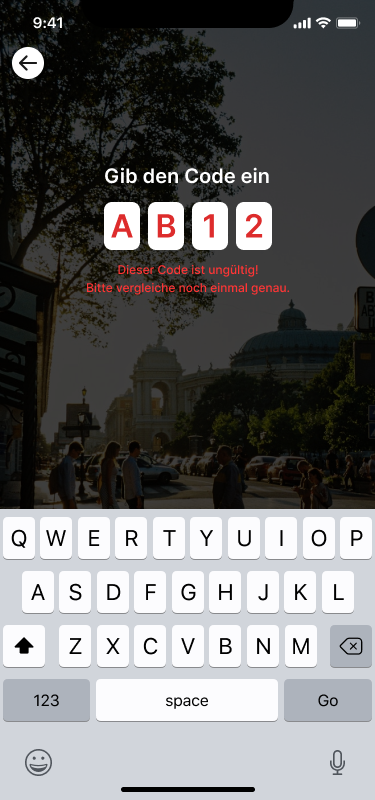 9:41
Gib den Code ein
A B 1 2
Dieser Code ist ungültig!
Bitte vergleiche noch einmal genau.
Q W E R T Y U I O P
A S D F G H J K L
Z X C V B N M
123 space Go